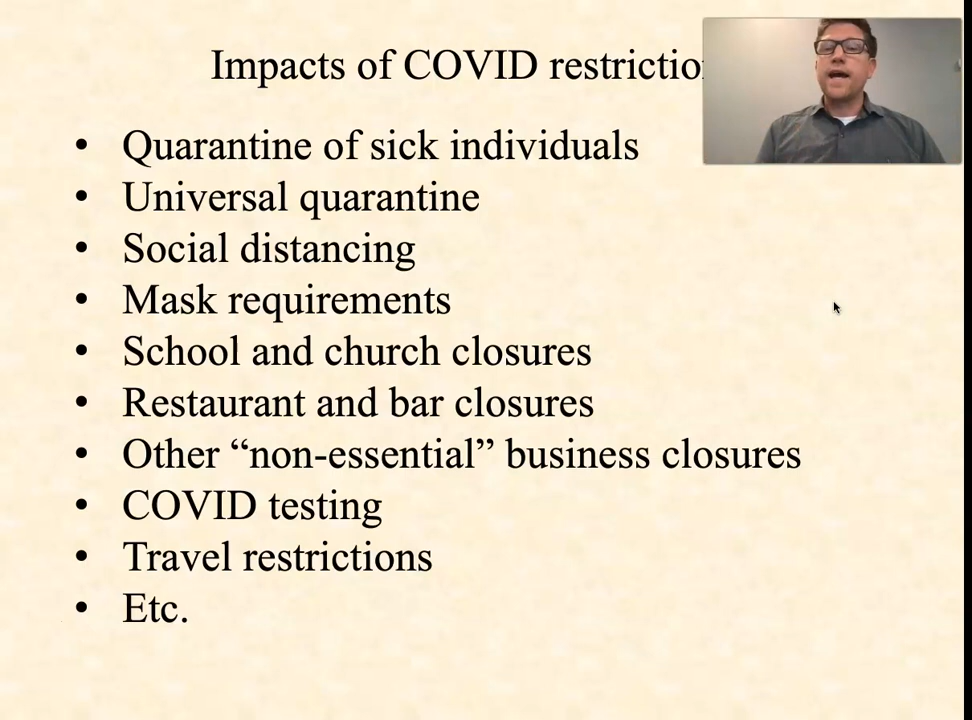 Impacts of COVID restrictio
• Quarantine of sick individuals
• Universal quarantine
• Social distancing
• Mask requirements
• School and church closures
• Restaurant and bar closures
• Other “non-essential” business closures
• COVID testing
• Travel restrictions
• Etc.